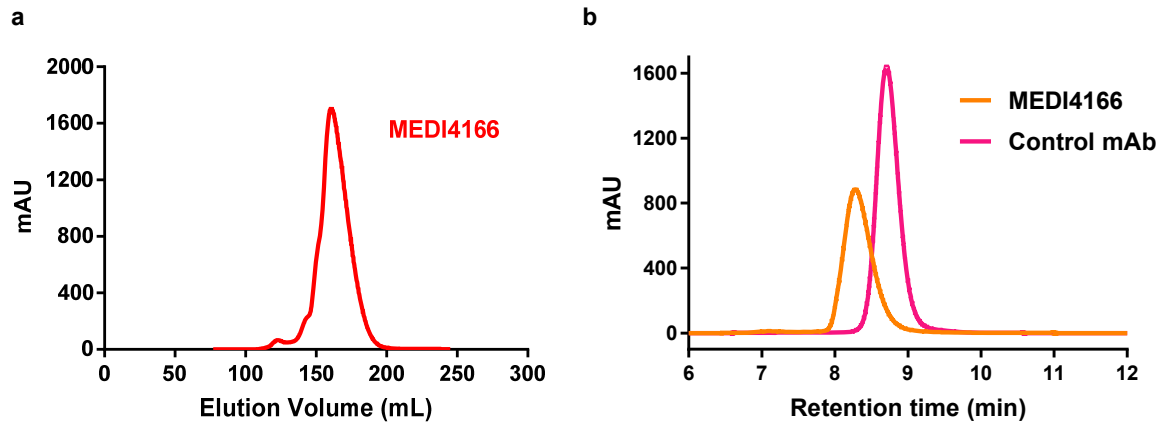 a
2000
1600
1200
800
400
0
mAU
MEDI4166
0 50 100 150 200 250 300
Elution Volume (mL)
b
1600
1200
800
400
0
mAU
MEDI4166
Control mAb
6 7 8 9 10 11 12
Retention time (min)